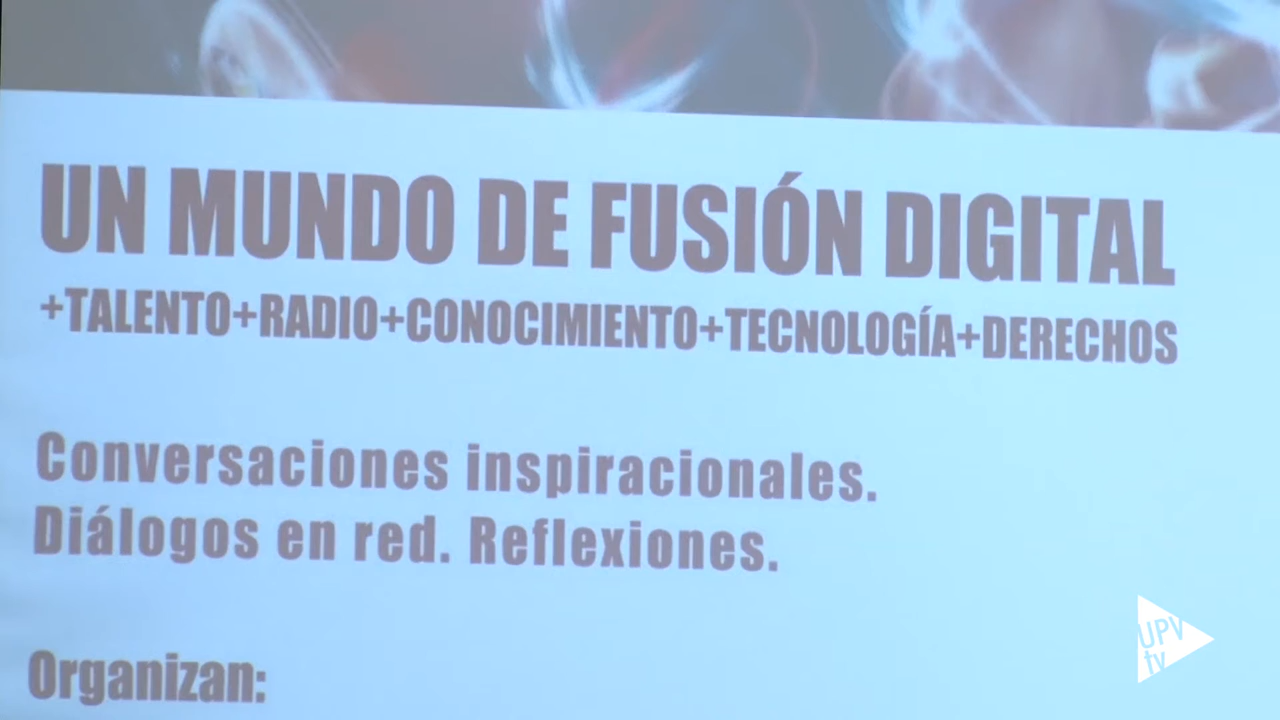 UN MUNDO DE FUSIÓN DIGITAL
+TALENTO+RADIO+CONOCIMIENTO+TECNOLOGÍA+DERECHOS
Conversaciones inspiracionales.
Diálogos en red. Reflexiones.
Organizan:
UPV
tv